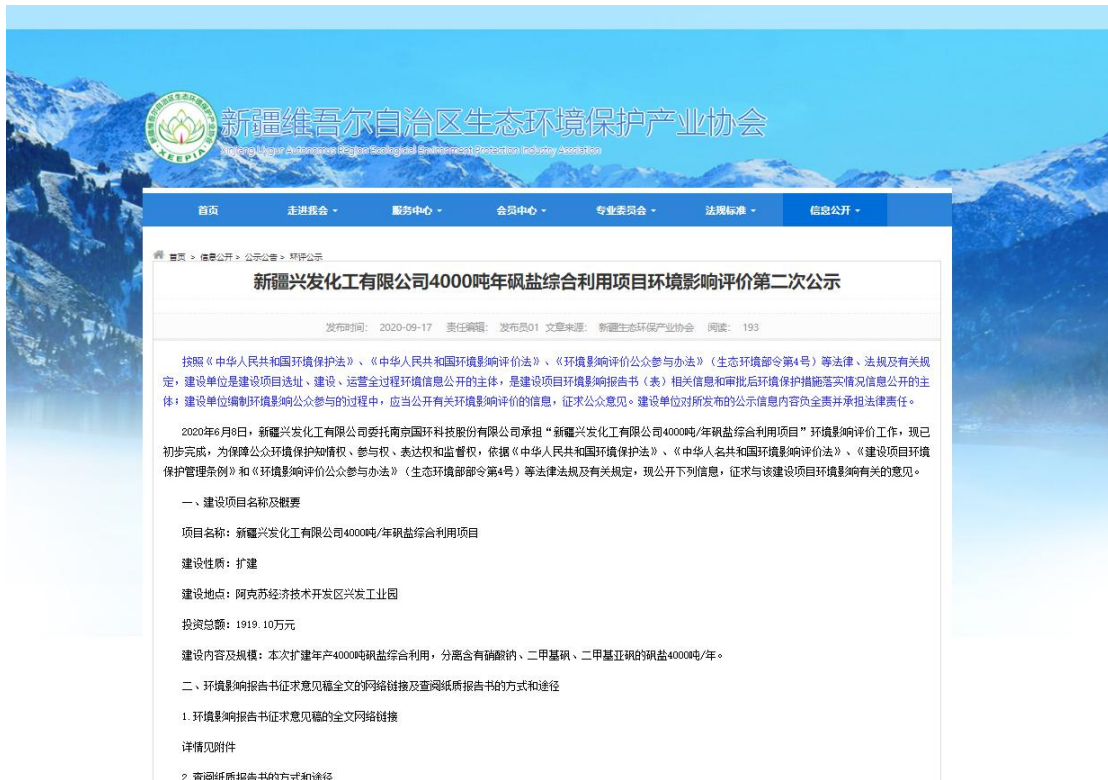 新疆维吾尔自治区生态环境保护产业协会
Xinjiang Uygur Autonomous Region Ecological Environment Protection Industry Assoiation
XEEPIA
首页 走进我会 服务中心 会员中心 专业委员会 法规标准 信息公开
首页 > 信息公开 > 公示公告 > 环评公示
新疆兴发化工有限公司4000吨年砜盐综合利用项目环境影响评价第二次公示
发布时间: 2020-09-17 责任编辑: 发布员01 文章来源: 新疆生态环保产业协会 阅读: 193
按照《中华人民共和国环境保护法》、《中华人民共和国环境影响评价法》、《环境影响评价公众参与办法》（生态环境部令第4号）等法律、法规及有关规
定，建设单位是建设项目选址、建设、运营全过程环境信息公开的主体，是建设项目环境影响报告书（表）相关信息和审批后环境保护措施落实情况信息公开的主
体；建设单位编制环境影响公众参与的过程中，应当公开有关环境影响评价的信息，征求公众意见。建设单位对所发布的公示信息内容负全责并承担法律责任。
2020年6月8日，新疆兴发化工有限公司委托南京国环科技股份有限公司承担“新疆兴发化工有限公司4000吨/年砜盐综合利用项目”环境影响评价工作，现已
初步完成，为保障公众环境保护知情权、参与权、表达权和监督权，依据《中华人民共和国环境保护法》、《中华人名共和国环境影响评价法》、《建设项目环境
保护管理条例》和《环境影响评价公众参与办法》（生态环境部部令第4号）等法律法规及有关规定，现公开下列信息，征求与该建设项目环境影响有关的意见。
一、建设项目名称及概要
项目名称：新疆兴发化工有限公司4000吨/年砜盐综合利用项目
建设性质：扩建
建设地点：阿克苏经济技术开发区兴发工业园
投资总额：1919.10万元
建设内容及规模：本次扩建年产4000吨砜盐综合利用，分离含有硝酸钠、二甲基砜、二甲基亚砜的砜盐4000吨/年。
二、环境影响报告书征求意见稿全文的网络链接及查阅纸质报告书的方式和途径
1.环境影响报告书征求意见稿的全文网络链接
详情见附件
2.查阅纸质报告书的方式和途径